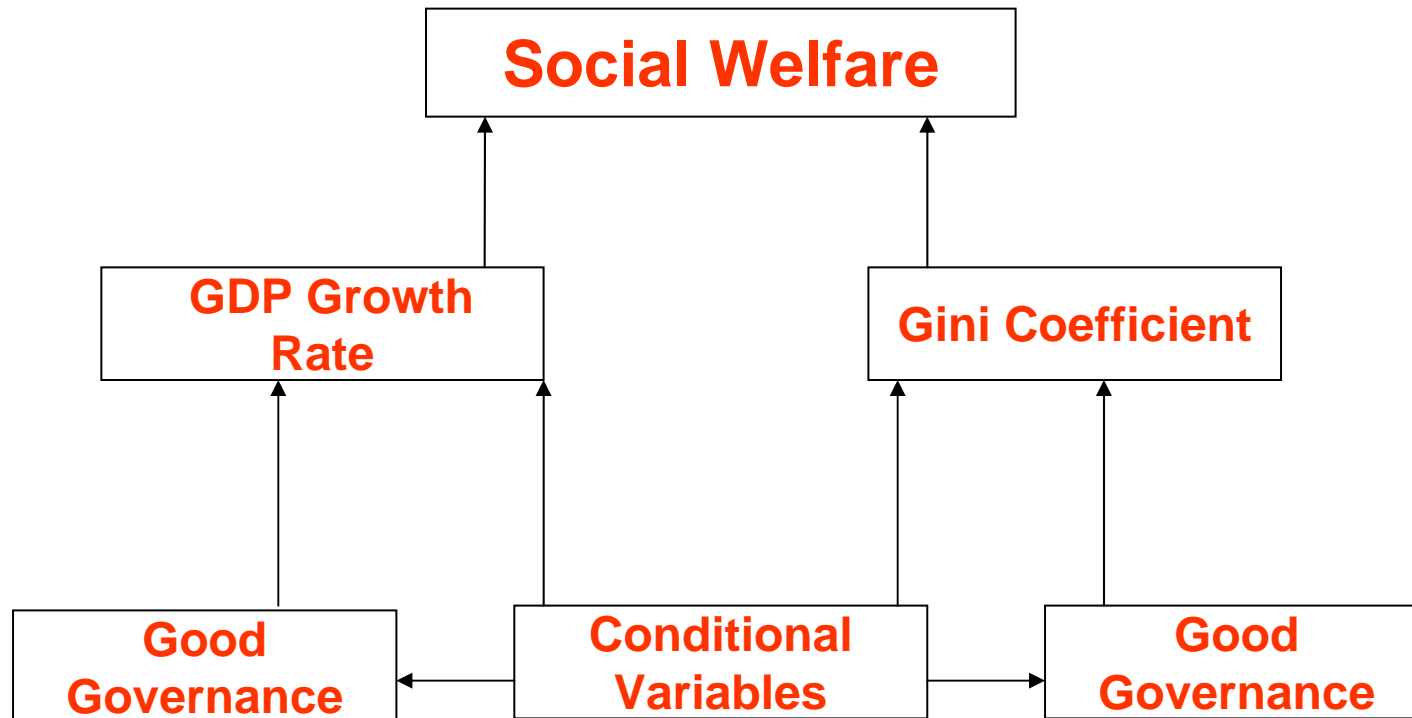 Social Welfare
GDP Growth
Rate
Gini Coefficient
Good
Governance
Conditional
Variables
Good
Governance